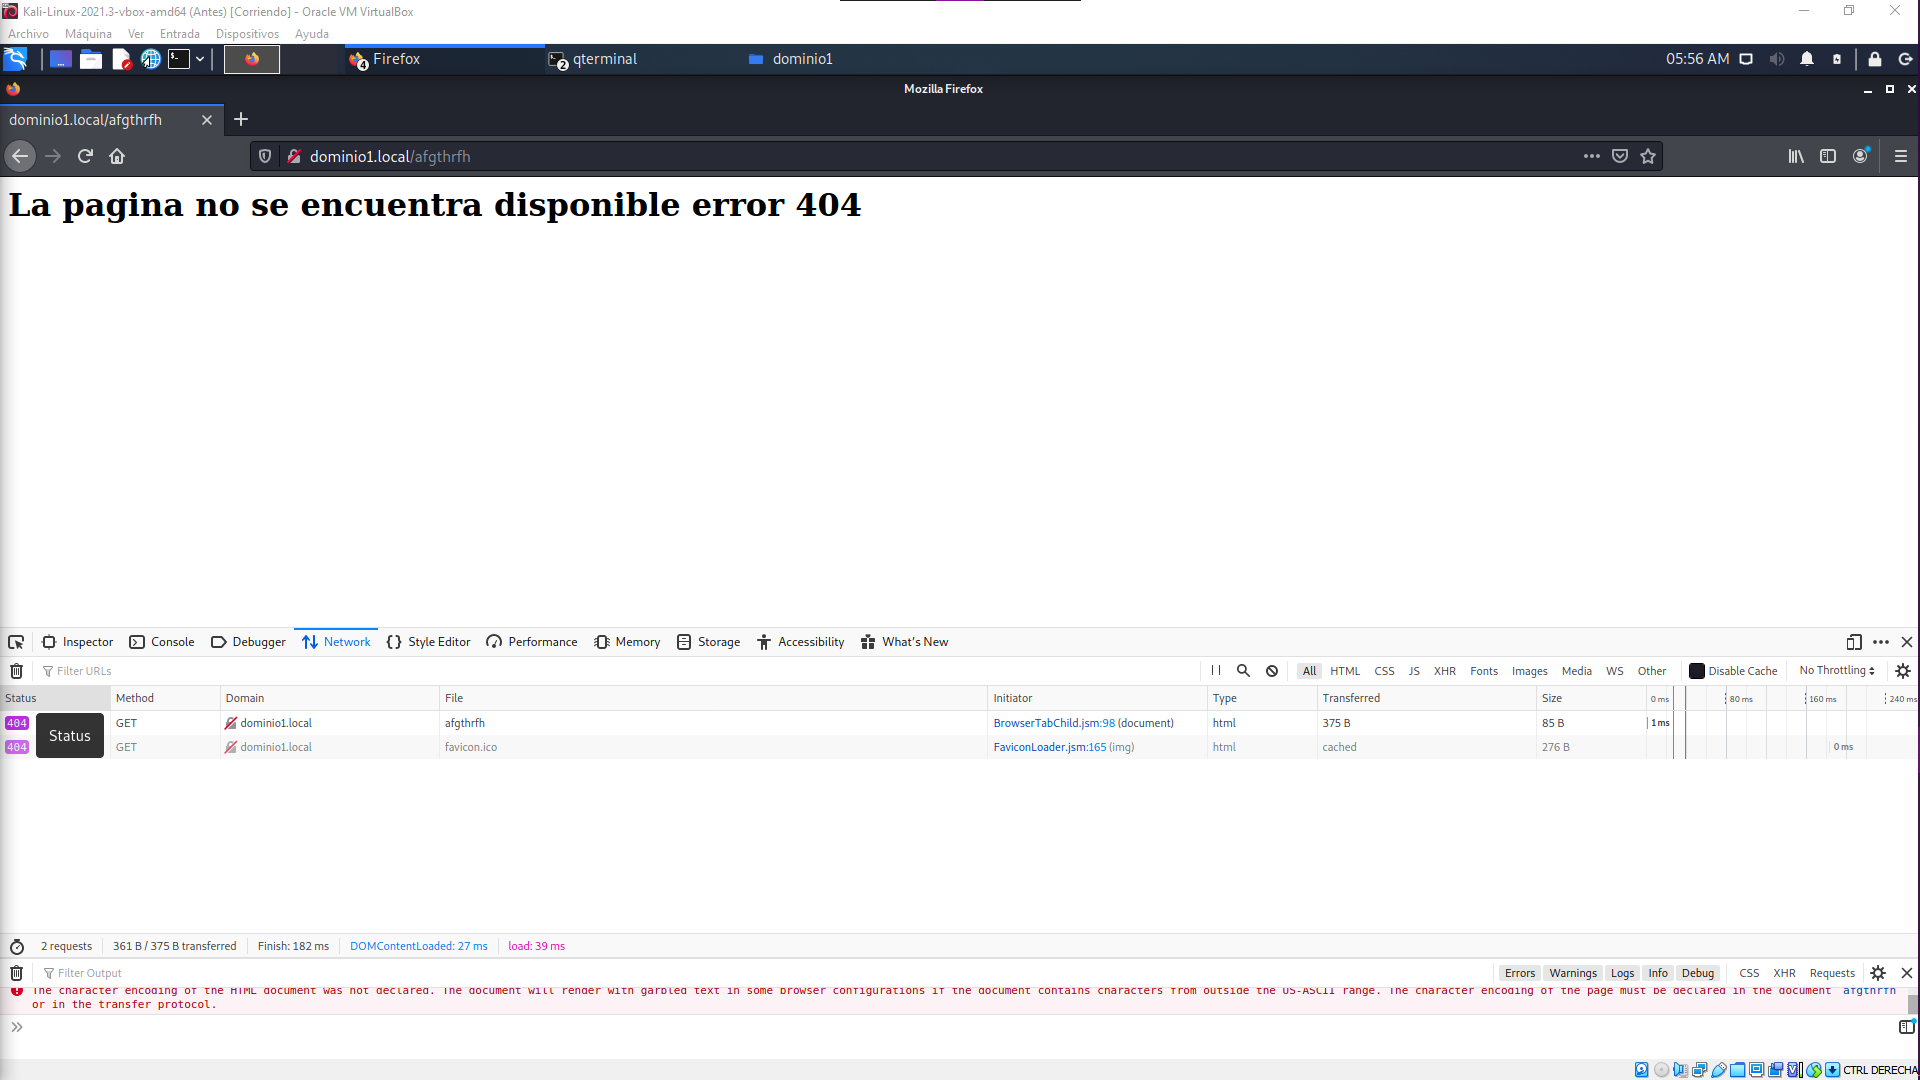 Kali-Linux-2021.3-vbox-amd64 (Antes) [Corriendo] - Oracle VM VirtualBox
Archivo Máquina Ver Entrada Dispositivos Ayuda
4 Firefox 2 qterminal dominio1 05:56 AM
Mozilla Firefox
dominio1.local/afgthrfh
dominio1.local/afgthrfh
La pagina no se encuentra disponible error 404
Inspector Console Debugger Network Style Editor Performance Memory Storage Accessibility What's New
Filter URLs All HTML CSS JS XHR Fonts Images Media WS Other Disable Cache No Throttling
Status Method Domain File Initiator Type Transferred Size 0 ms 80 ms 160 ms 240 ms
404 GET dominio1.local afgthrfh BrowserTabChild.jsm:98 (document) html 375 B 85 B 1 ms
Status
404 GET dominio1.local favicon.ico FaviconLoader.jsm:165 (img) html cached 276 B 0 ms
2 requests 361 B / 375 B transferred Finish: 182 ms DOMContentLoaded: 27 ms load: 39 ms
Filter Output Errors Warnings Logs Info Debug CSS XHR Requests
The character encoding of the HTML document was not declared. The document will render with garbled text in some browser configurations if the document contains characters from outside the US-ASCII range. The character encoding of the page must be declared in the document afgthrfh
or in the transfer protocol.
CTRL DERECHA